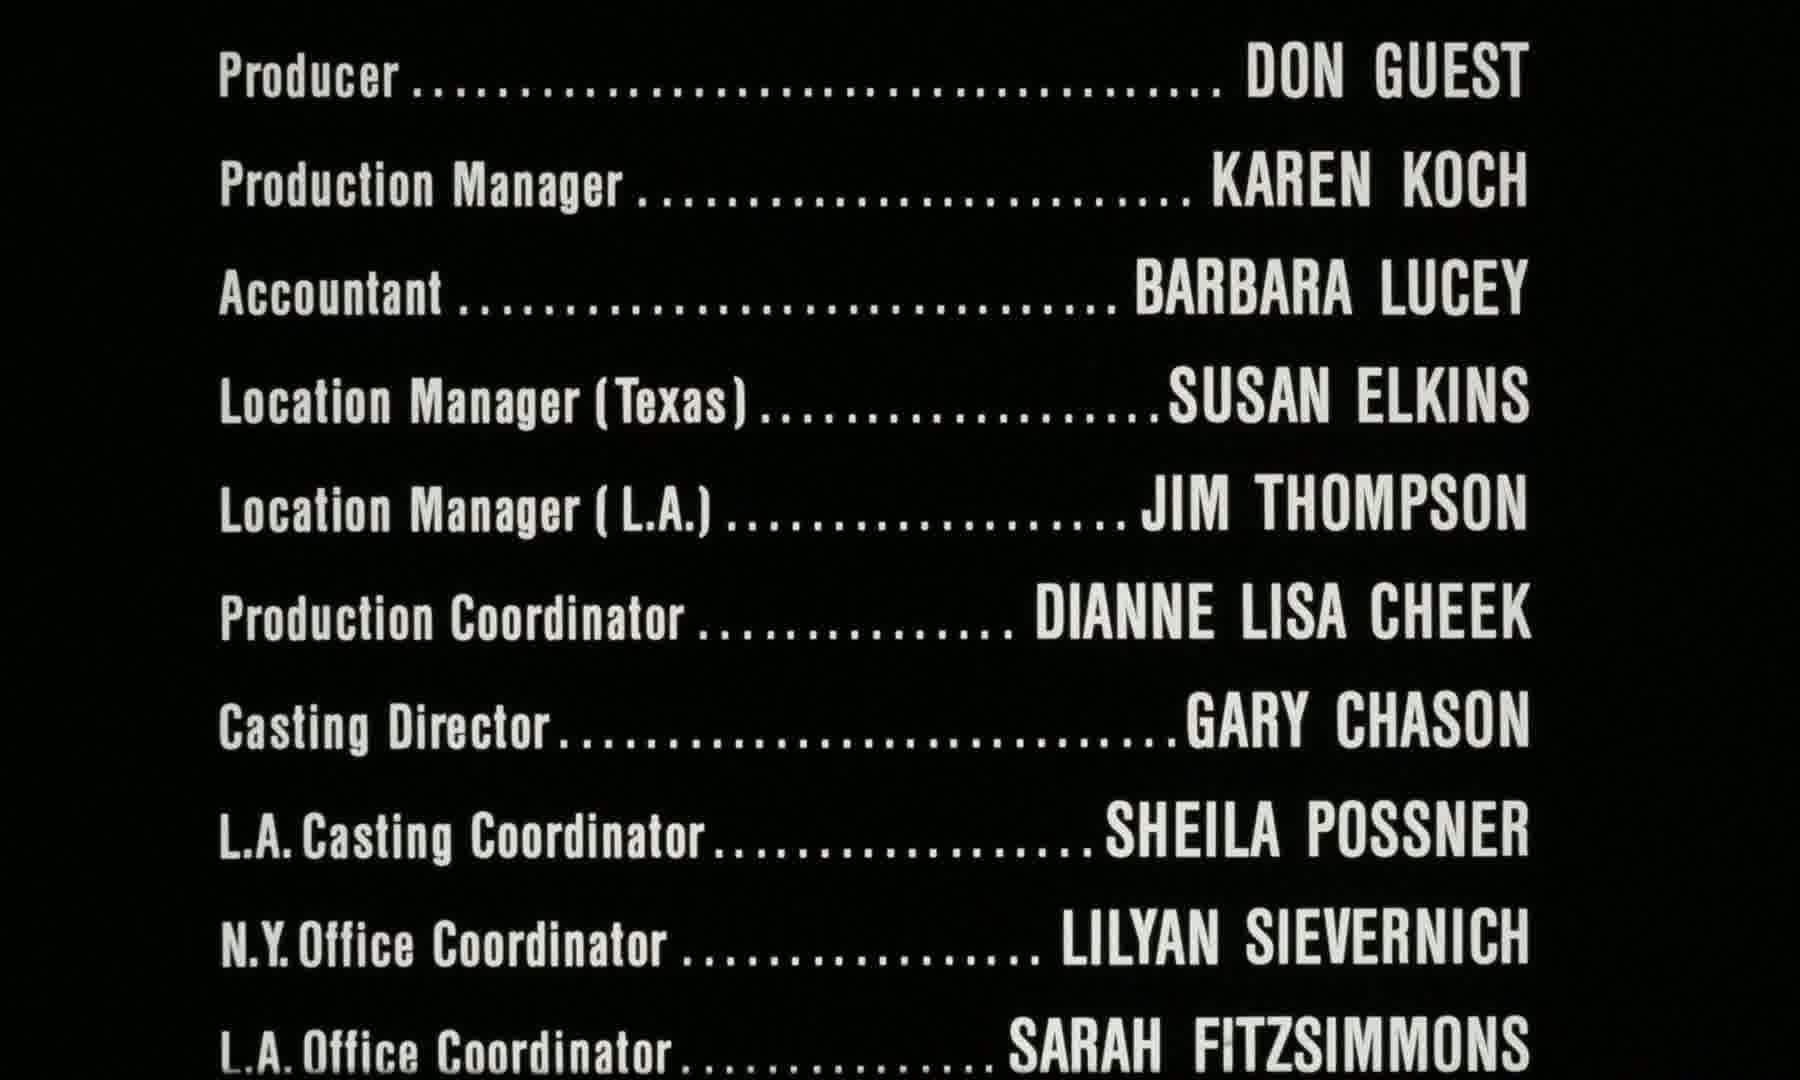 Producer ..................................... DON GUEST
Production Manager .......................... KAREN KOCH
Accountant ............................... BARBARA LUCEY
Location Manager (Texas) ................... SUSAN ELKINS
Location Manager (L.A.) ................... JIM THOMPSON
Production Coordinator ............... DIANNE LISA CHEEK
Casting Director ............................. GARY CHASON
L.A. Casting Coordinator .................. SHEILA POSSNER
N.Y. Office Coordinator ................. LILYAN SIEVERNICH
L.A. Office Coordinator ............... SARAH FITZSIMMONS